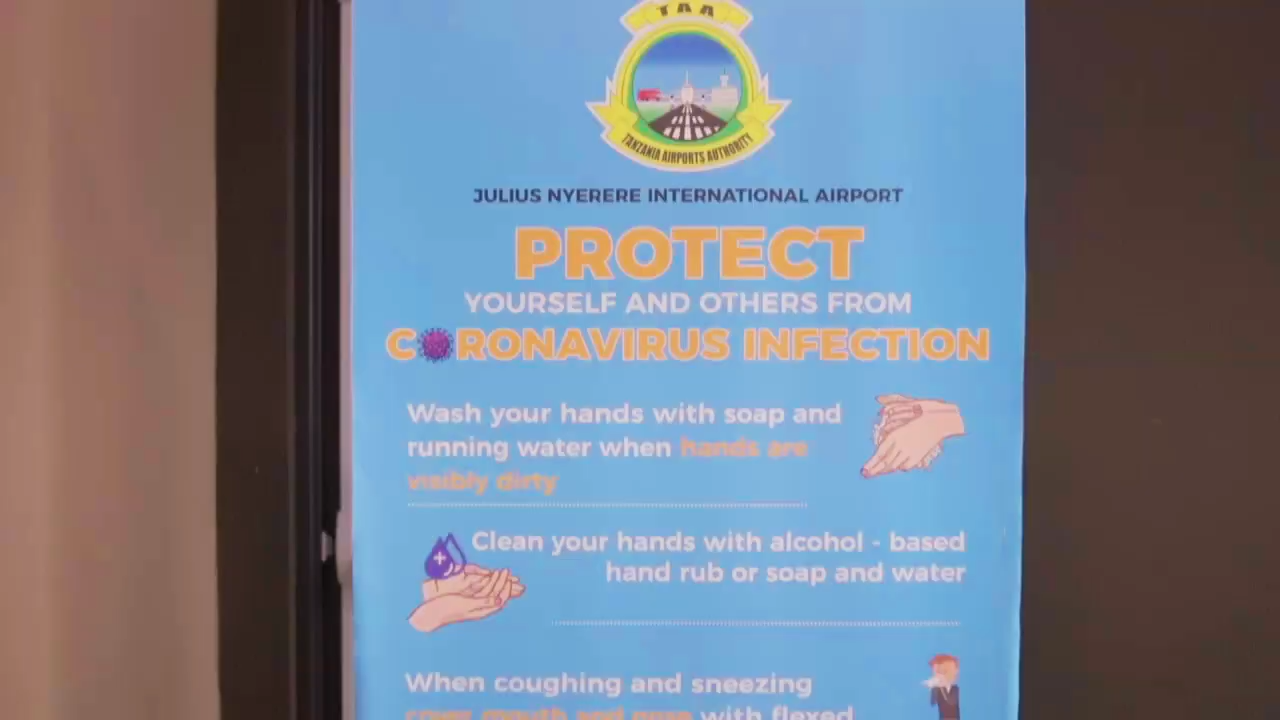 TAA
TANZANIA AIRPORTS AUTHORITY
JULIUS NYERERE INTERNATIONAL AIRPORT
PROTECT
YOURSELF AND OTHERS FROM
CORONAVIRUS INFECTION
Wash your hands with soap and
running water when hands are
visibly dirty
Clean your hands with alcohol - based
hand rub or soap and water
When coughing and sneezing
cover mouth and nose with flexed